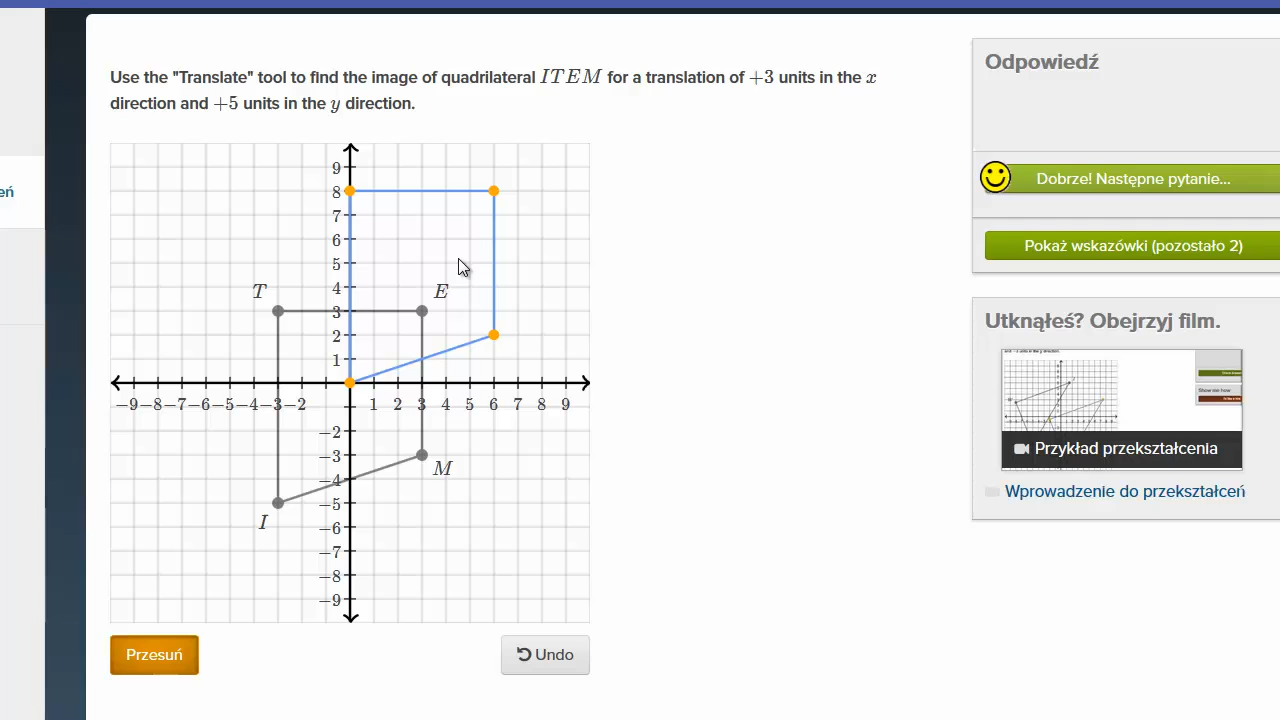 Use the "Translate" tool to find the image of quadrilateral ITEM for a translation of +3 units in the x
direction and +5 units in the y direction.
eń
9
8
7
6
5
4
3
2
1
−9 −8 −7 −6 −5 −4 −3 −2 1 2 3 4 5 6 7 8 9
−2
−3
−4
−5
−6
−7
−8
−9
T
E
M
I
Przesuń
Undo
Odpowiedź
Dobrze! Następne pytanie...
Pokaż wskazówki (pozostało 2)
Utknąłeś? Obejrzyj film.
Przykład przekształcenia
Wprowadzenie do przekształceń